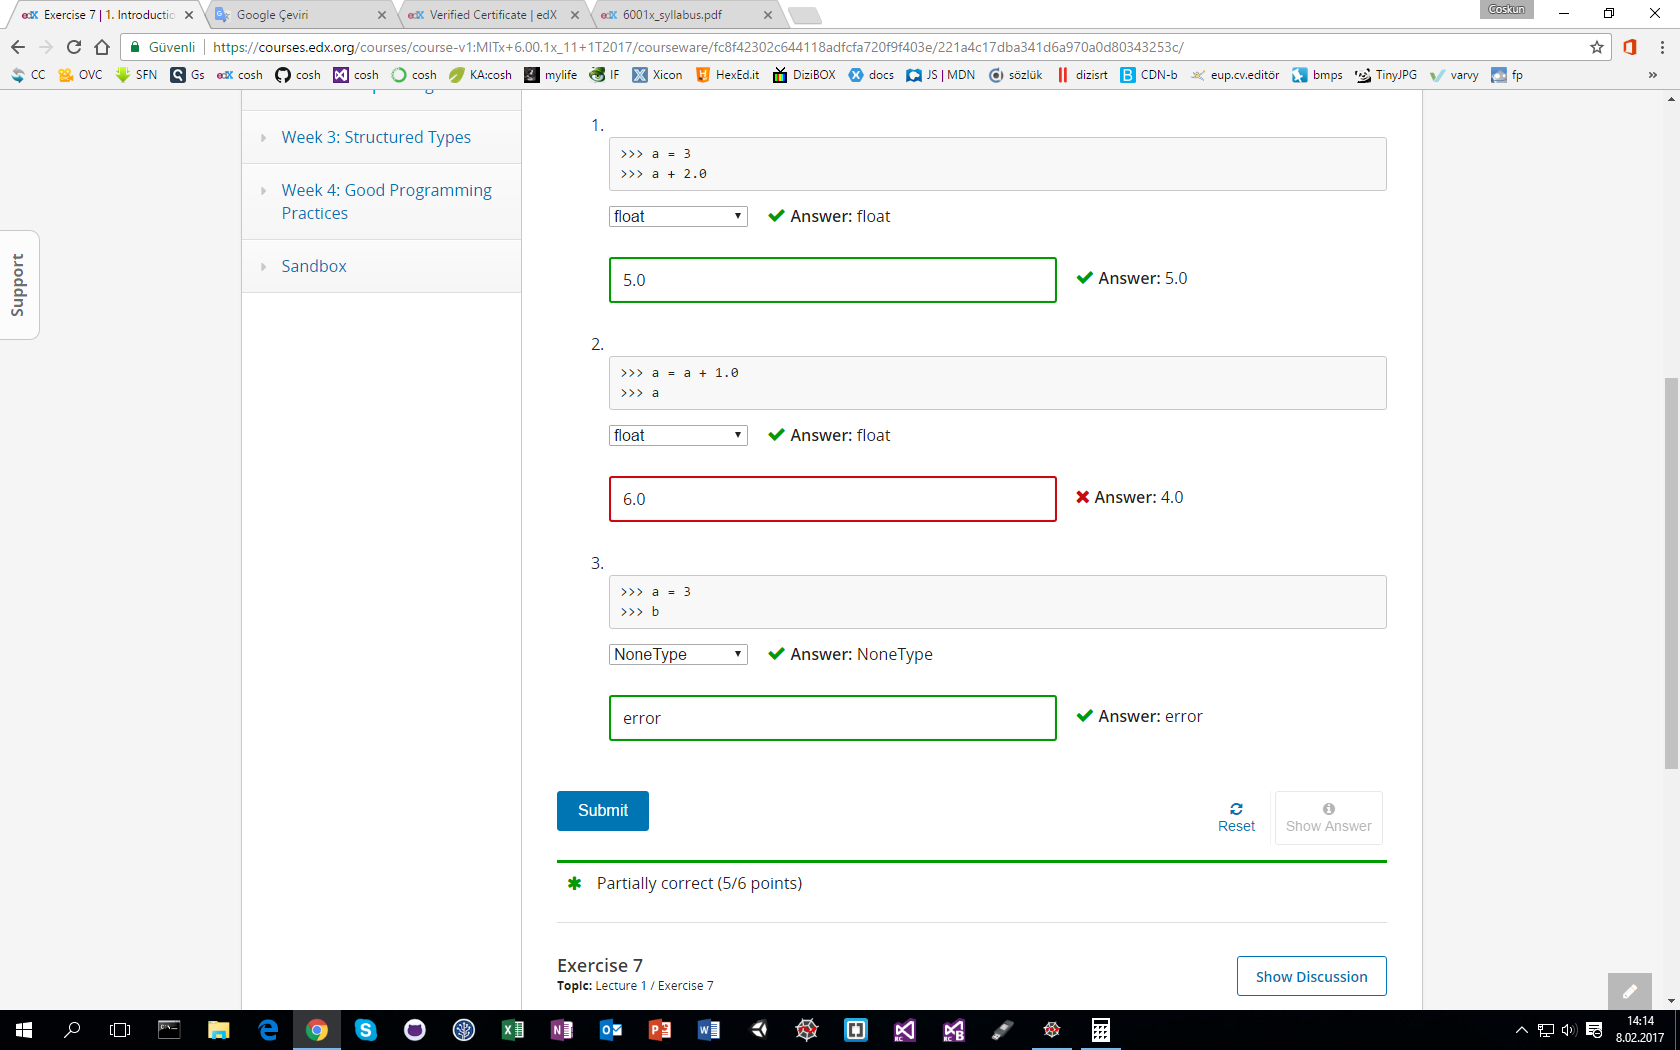 edX Exercise 7 | 1. Introductio
Google Çeviri
edX Verified Certificate | edX
edX 6001x_syllabus.pdf
Coskun
Güvenli
https://courses.edx.org/courses/course-v1:MITx+6.00.1x_11+1T2017/courseware/fc8f42302c644118adfcfa720f9f403e/221a4c17dba341d6a970a0d80343253c/
CC
OVC
SFN
Gs
edX cosh
cosh
cosh
cosh
KA:cosh
mylife
IF
Xicon
HexEd.it
DiziBOX
docs
JS | MDN
sözlük
dizisrt
B CDN-b
eup.cv.editör
bmps
TinyJPG
varvy
fp
»
Week 3: Structured Types
Week 4: Good Programming
Practices
Sandbox
Support
1.
>>> a = 3
>>> a + 2.0
float
Answer: float
5.0
Answer: 5.0
2.
>>> a = a + 1.0
>>> a
float
Answer: float
6.0
Answer: 4.0
3.
>>> a = 3
>>> b
NoneType
Answer: NoneType
error
Answer: error
Submit
Reset
Show Answer
Partially correct (5/6 points)
Exercise 7
Topic: Lecture 1 / Exercise 7
Show Discussion
14:14
8.02.2017